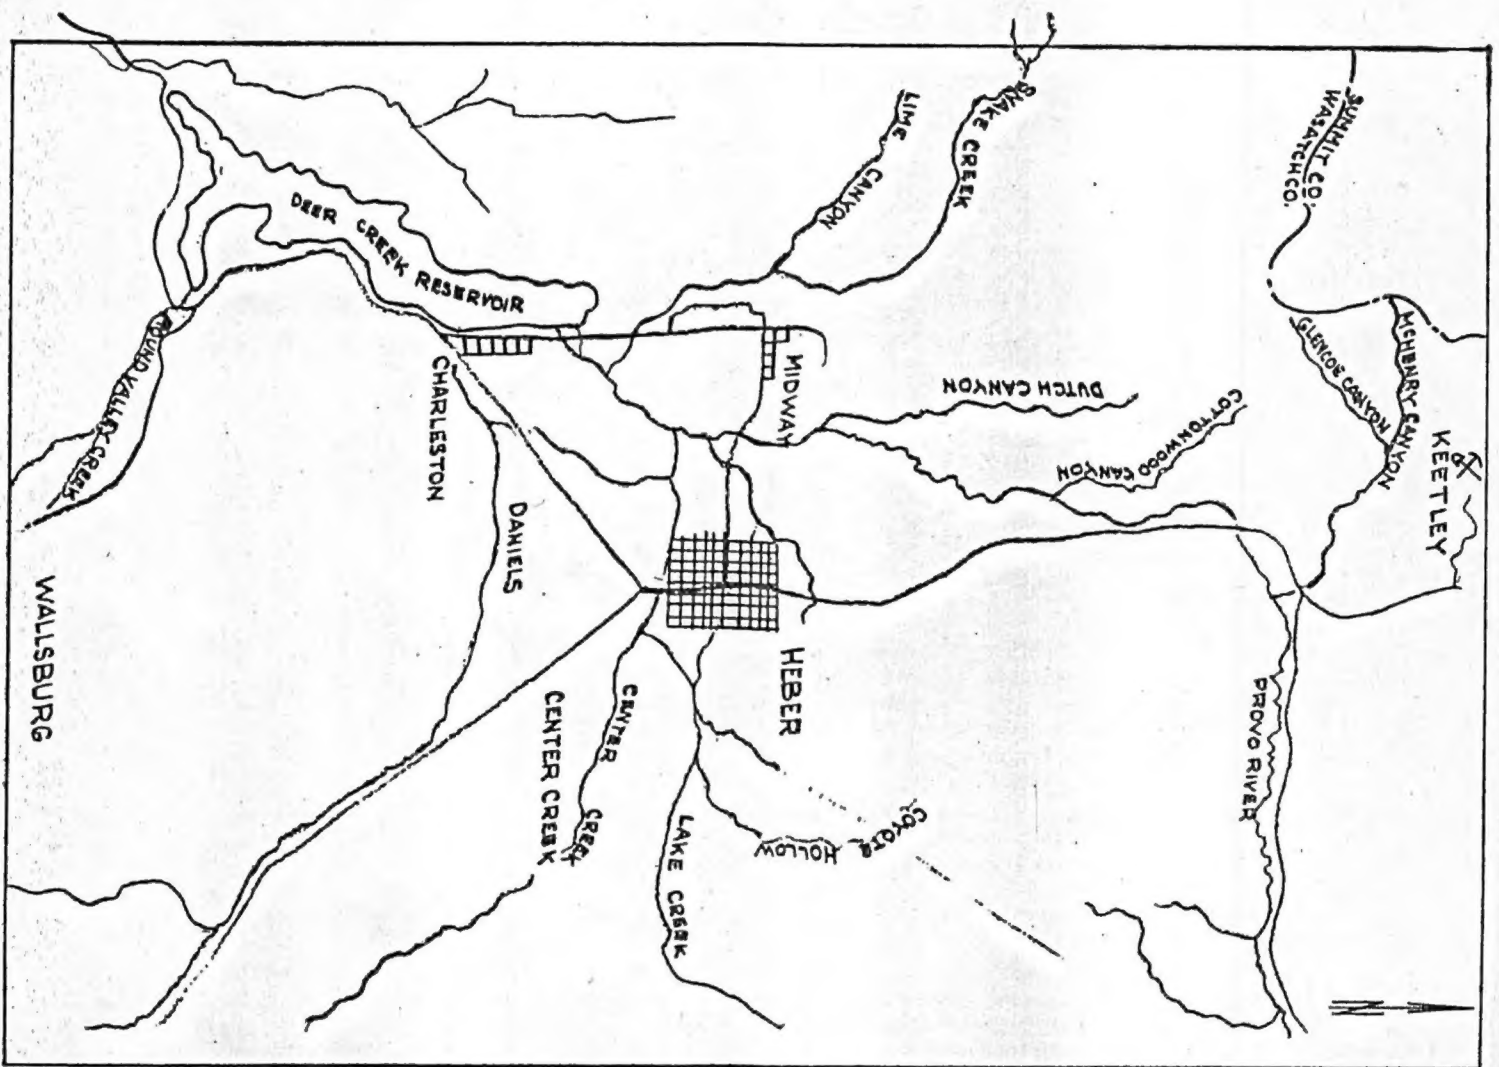 SUMMIT CO.
WASATCH CO.
KEETLEY
MCHENRY CANYON
GLENCOE CANYON
SNAKE CREEK
LIME CANYON
COTTONWOOD CANYON
DUTCH CANYON
MIDWAY
PROVO RIVER
HEBER
COYOTE HOLLOW
LAKE CREEK
CENTER CREEK
CENTER CREEK
DANIELS
CHARLESTON
DEER CREEK RESERVOIR
ROUND VALLEY CREEK
WALLSBURG
N